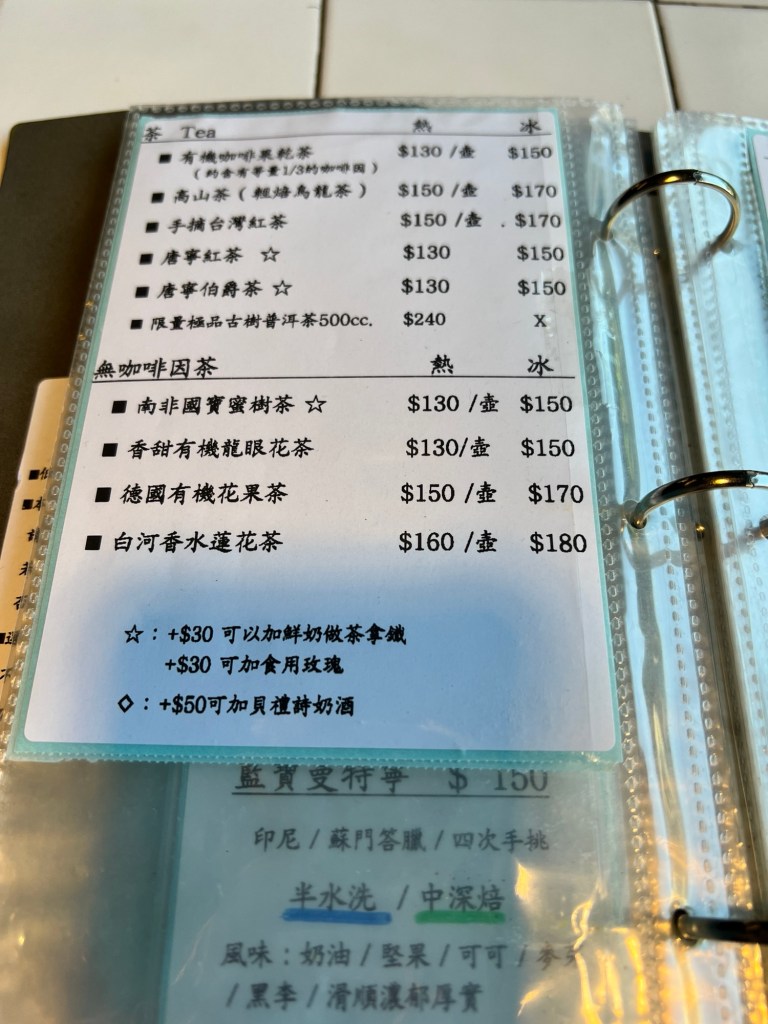 茶 Tea 熱 冰
■ 有機咖啡果乾茶 $130 /壺 $150
(約含有等量1/3的咖啡因)
■ 高山茶(輕焙烏龍茶) $150 /壺 $170
■ 手摘台灣紅茶 $150 /壺 $170
■ 唐寧紅茶 ☆ $130 $150
■ 唐寧伯爵茶 ☆ $130 $150
■ 限量極品古樹普洱茶500cc. $240 X
無咖啡因茶 熱 冰
■ 南非國寶蜜樹茶 ☆ $130 /壺 $150
■ 香甜有機龍眼花茶 $130/壺 $150
■ 德國有機花果茶 $150 /壺 $170
■ 白河香水蓮花茶 $160 /壺 $180
☆:+$30 可以加鮮奶做茶拿鐵
+$30 可加食用玫瑰
◇:+$50可加貝禮詩奶酒
藍寶曼特寧 $ 150
印尼 / 蘇門答臘 / 四次手挑
半水洗 / 中深焙
風味:奶油 / 堅果 / 可可 /
/ 黑李 / 滑順濃郁厚實